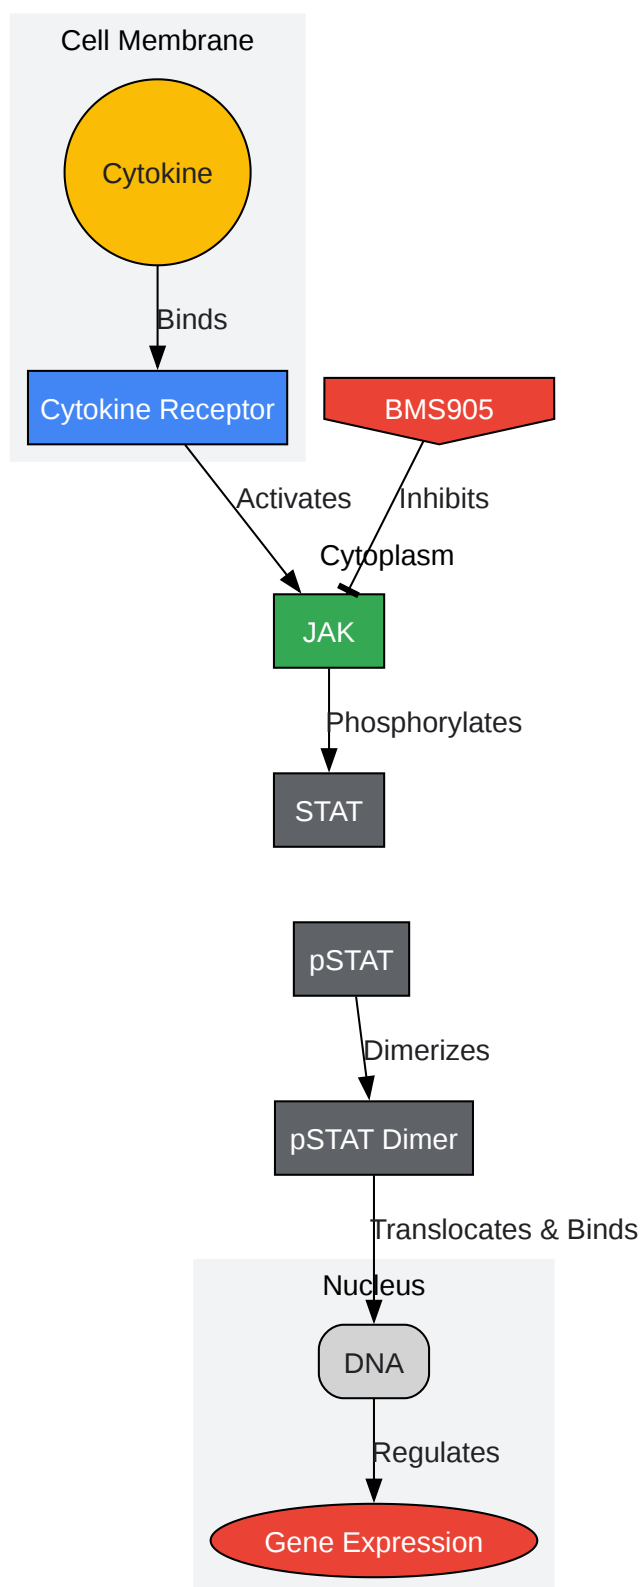 Cell Membrane
Cytokine
Binds
Cytokine Receptor
BMS905
Activates
Inhibits
Cytoplasm
JAK
Phosphorylates
STAT
pSTAT
Dimerizes
pSTAT Dimer
Translocates & Binds
Nucleus
DNA
Regulates
Gene Expression